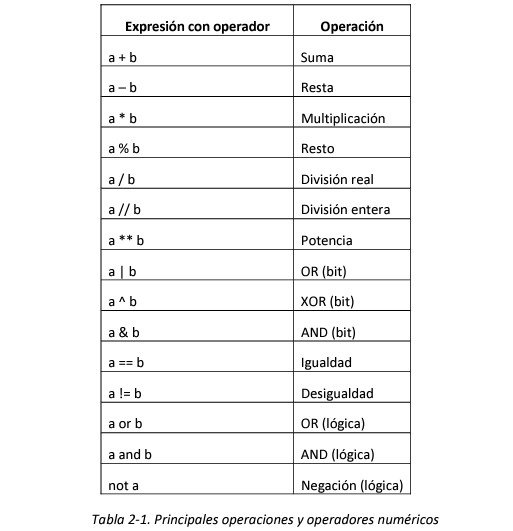 Expresión con operador Operación
a + b Suma
a – b Resta
a * b Multiplicación
a % b Resto
a / b División real
a // b División entera
a ** b Potencia
a | b OR (bit)
a ^ b XOR (bit)
a & b AND (bit)
a == b Igualdad
a != b Desigualdad
a or b OR (lógica)
a and b AND (lógica)
not a Negación (lógica)
Tabla 2-1. Principales operaciones y operadores numéricos